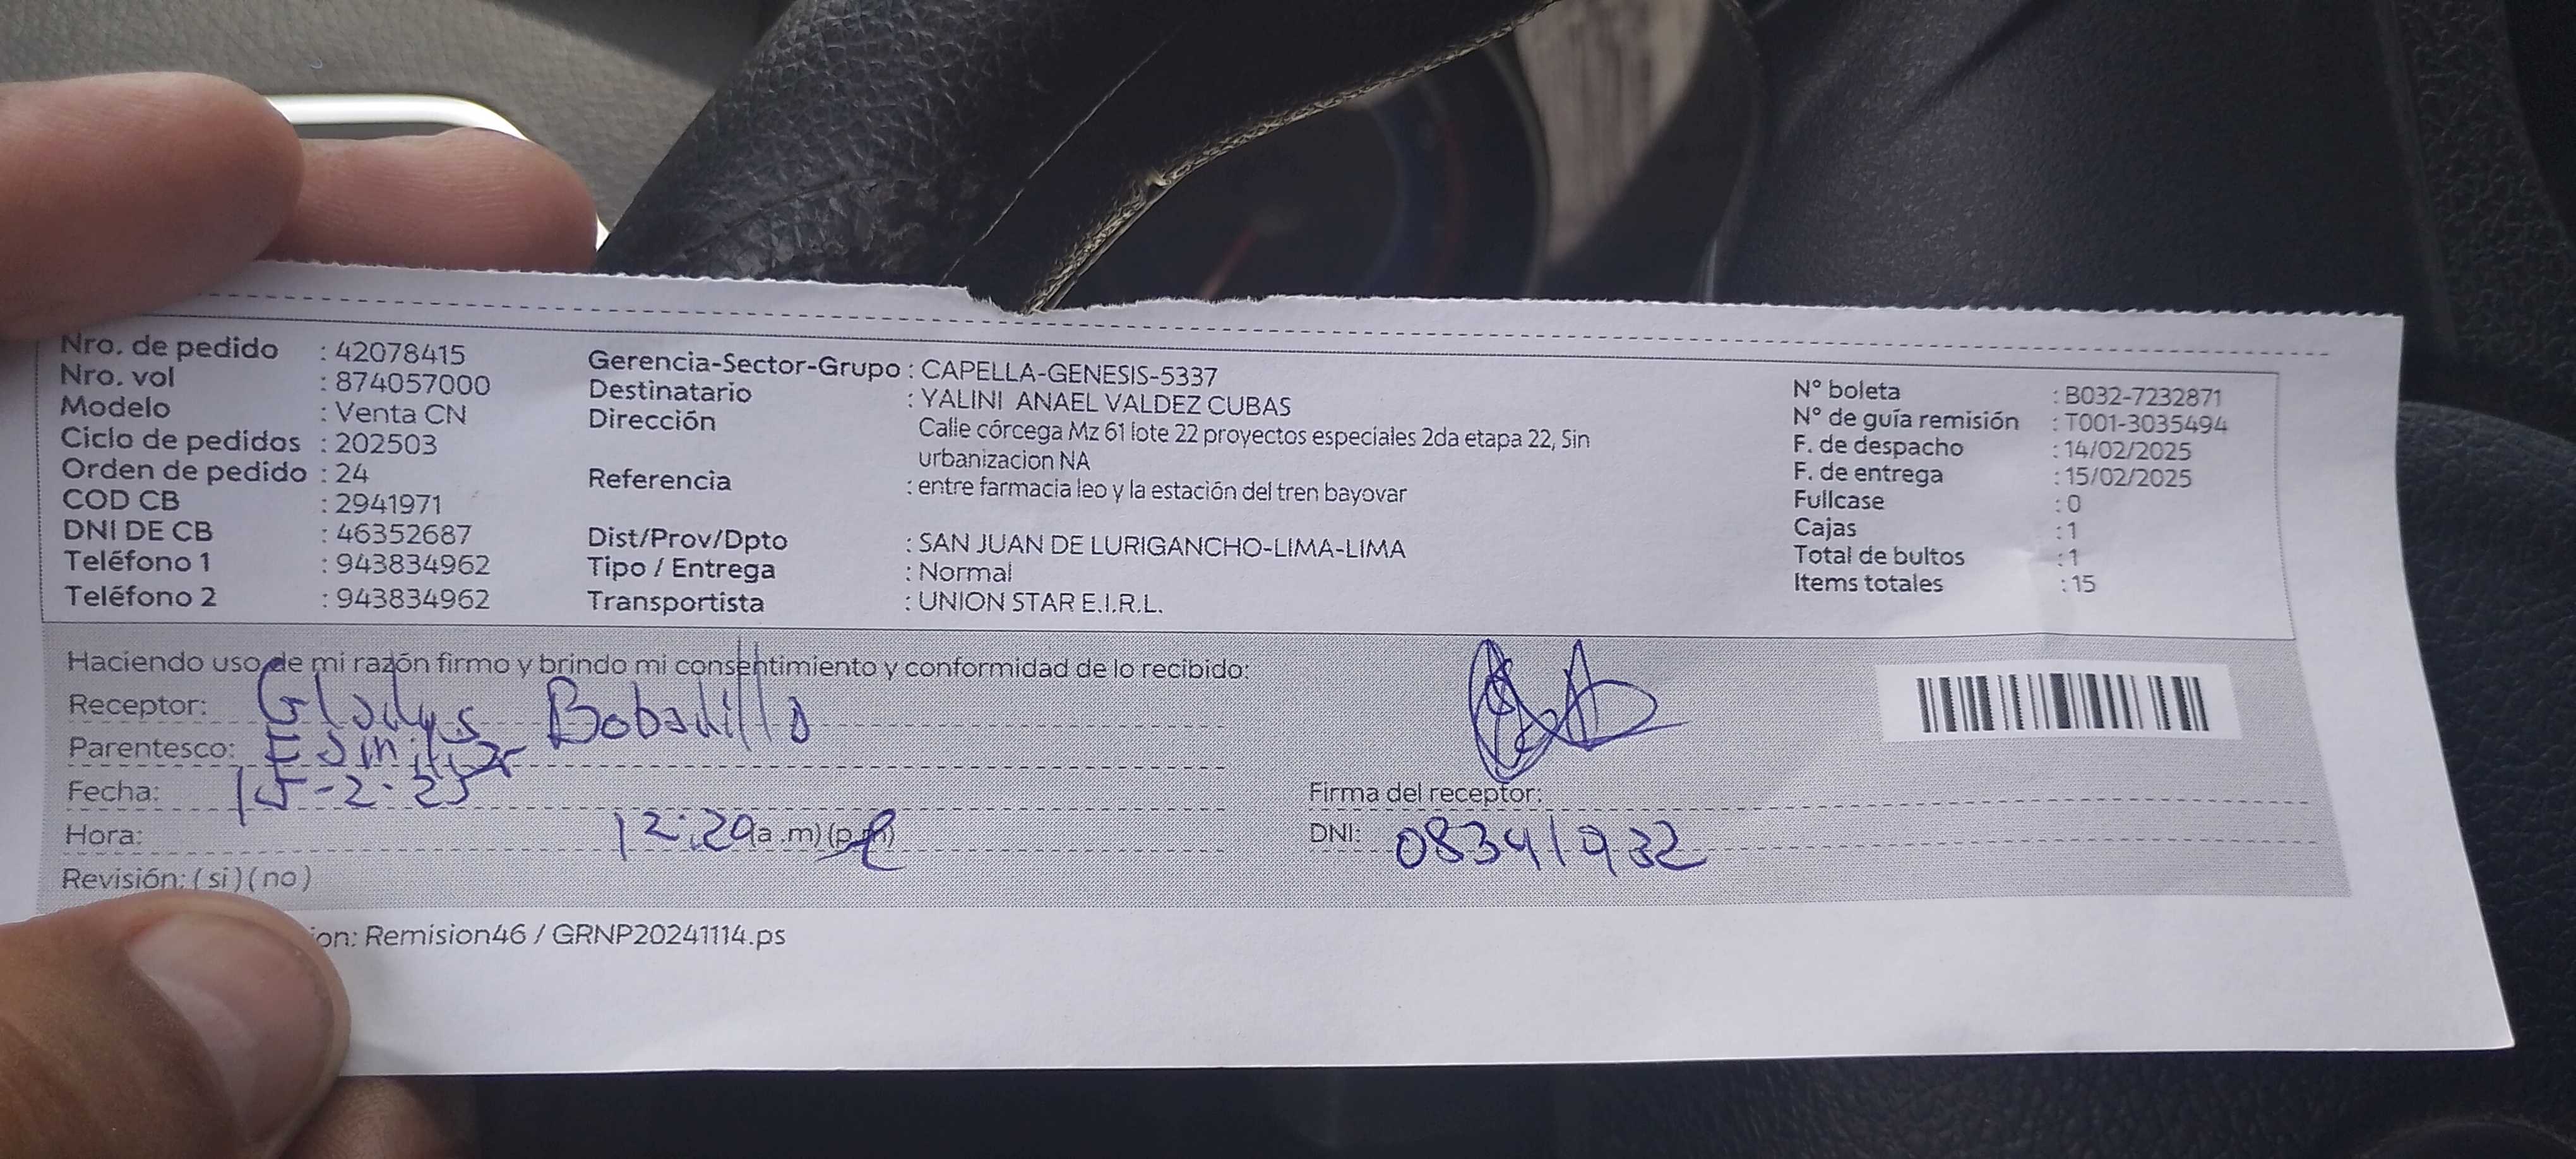 Nro. de pedido : 42078415
Nro. vol : 874057000
Modelo : Venta CN
Ciclo de pedidos : 202503
Orden de pedido : 24
COD CB : 2941971
DNI DE CB : 46352687
Teléfono 1 : 943834962
Teléfono 2 : 943834962
Gerencia-Sector-Grupo : CAPELLA-GENESIS-5337
Destinatario : YALINI ANAEL VALDEZ CUBAS
Dirección : Calle córcega Mz 61 lote 22 proyectos especiales 2da etapa 22, Sin
urbanizacion NA
Referencia : entre farmacia leo y la estación del tren bayovar
Dist/Prov/Dpto : SAN JUAN DE LURIGANCHO-LIMA-LIMA
Tipo / Entrega : Normal
Transportista : UNION STAR E.I.R.L.
N° boleta : B032-7232871
N° de guía remisión : T001-3035494
F. de despacho : 14/02/2025
F. de entrega : 15/02/2025
Fullcase : 0
Cajas : 1
Total de bultos : 1
Items totales : 15
Haciendo uso de mi razón firmo y brindo mi consentimiento y conformidad de lo recibido:
Receptor: Gladys Bobadilla
Parentesco:
Fecha: 15-2-25
Hora: 12:20 (a.m) (p.m)
Revisión: (si) (no)
Firma del receptor:
DNI: 08341932
ion: Remision46 / GRNP20241114.ps